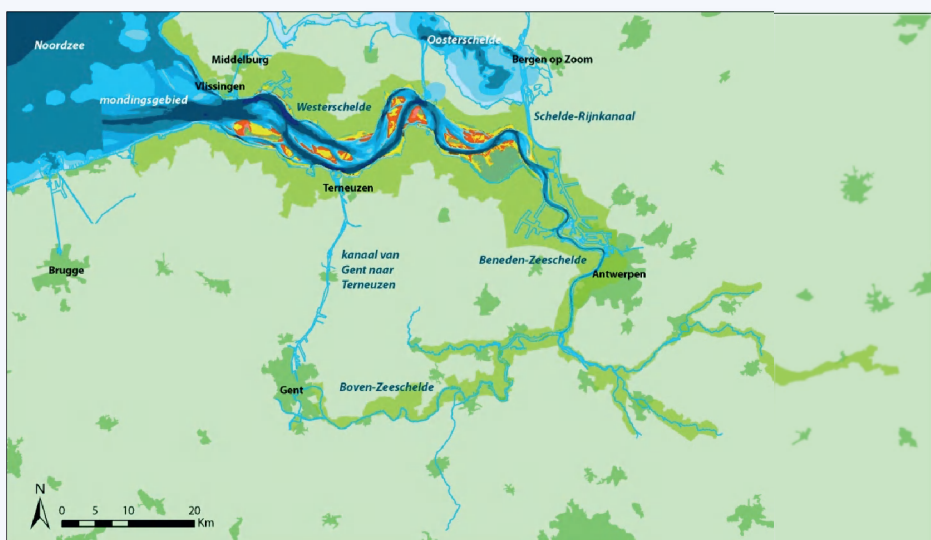 Noordzee
Oosterschelde
Middelburg
Bergen op Zoom
Vlissingen
mondingsgebied
Westerschelde
Schelde-Rijnkanaal
Terneuzen
kanaal van
Gent naar
Terneuzen
Beneden-Zeeschelde
Brugge
Antwerpen
Gent
Boven-Zeeschelde
N
0 5 10 20
Km